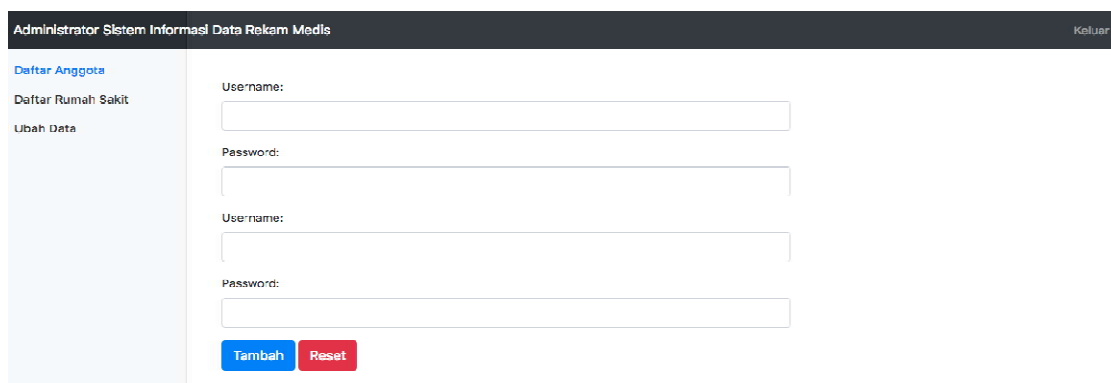 Administrator Sistem Informasi Data Rekam Medis
Keluar
Daftar Anggota
Daftar Rumah Sakit
Ubah Data
Username:
Password:
Username:
Password:
Tambah
Reset